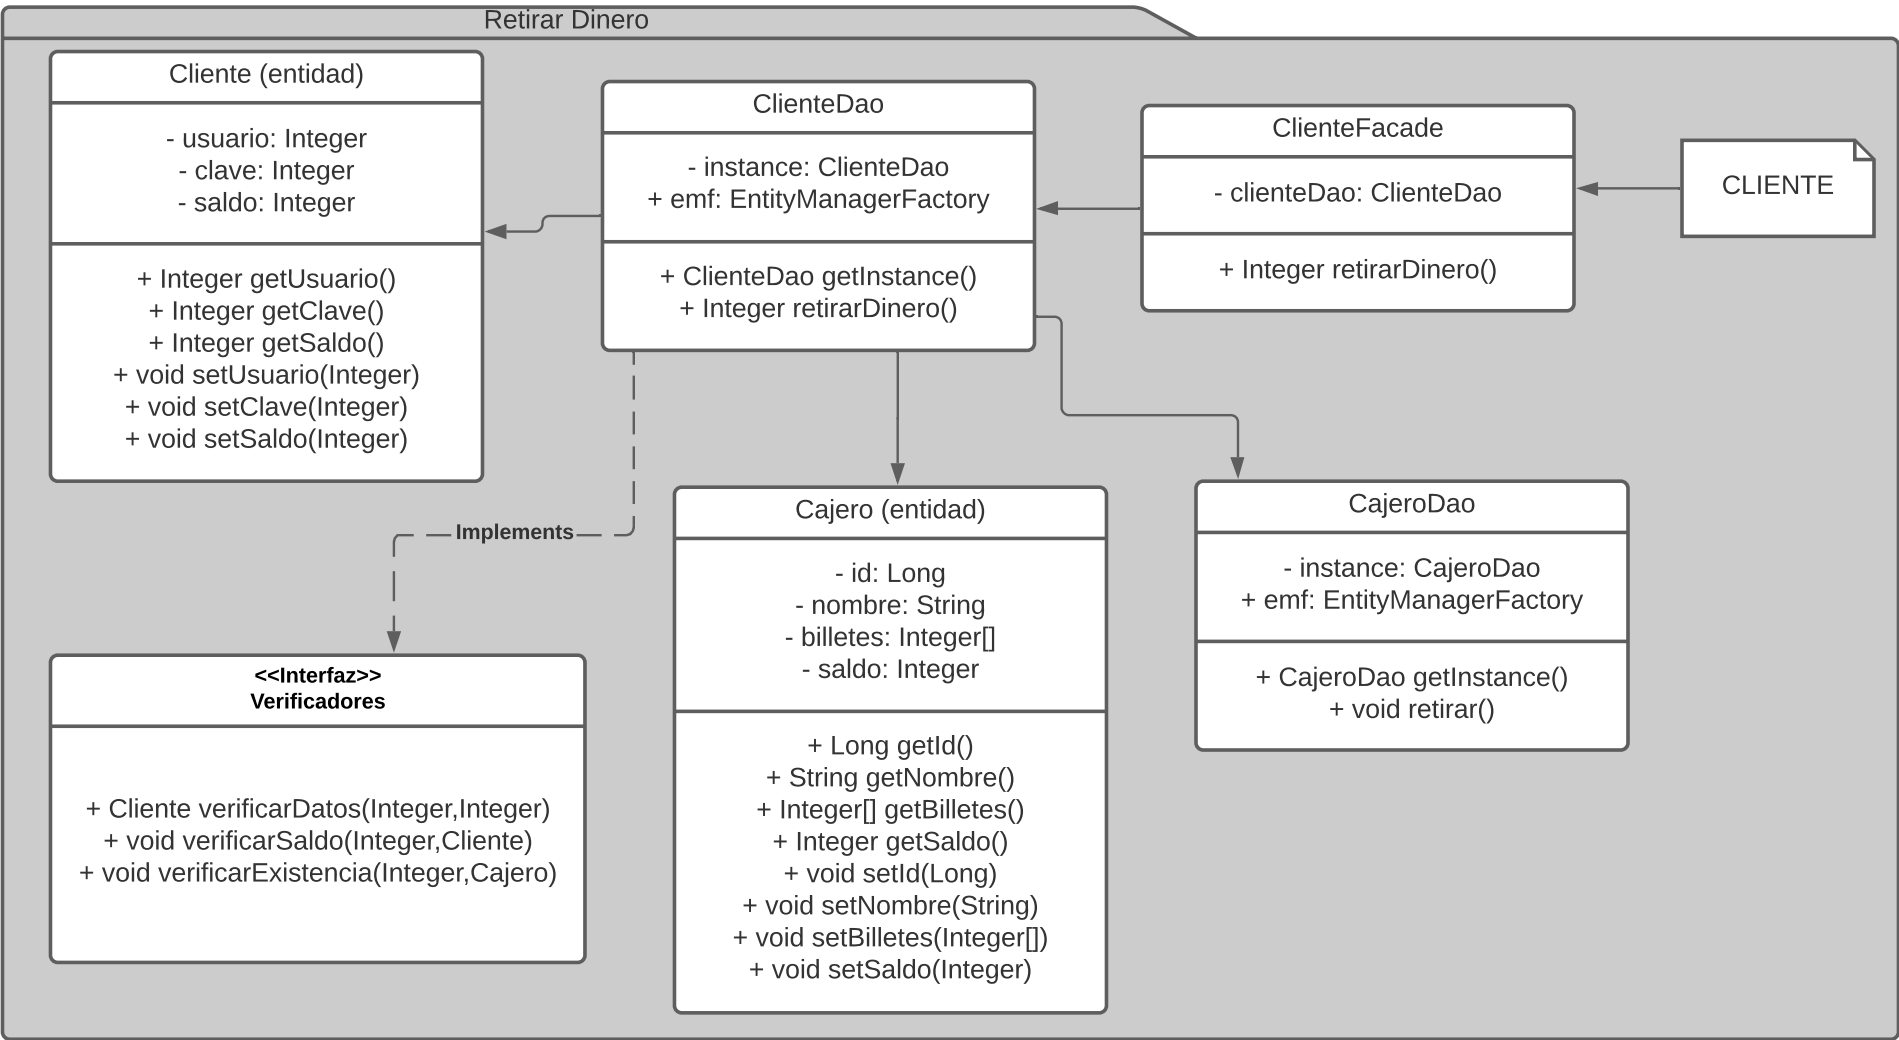 Retirar Dinero
Cliente (entidad)
- usuario: Integer
- clave: Integer
- saldo: Integer
+ Integer getUsuario()
+ Integer getClave()
+ Integer getSaldo()
+ void setUsuario(Integer)
+ void setClave(Integer)
+ void setSaldo(Integer)
ClienteDao
- instance: ClienteDao
+ emf: EntityManagerFactory
+ ClienteDao getInstance()
+ Integer retirarDinero()
ClienteFacade
- clienteDao: ClienteDao
+ Integer retirarDinero()
CLIENTE
Implements
<<Interfaz>>
Verificadores
+ Cliente verificarDatos(Integer,Integer)
+ void verificarSaldo(Integer,Cliente)
+ void verificarExistencia(Integer,Cajero)
Cajero (entidad)
- id: Long
- nombre: String
- billetes: Integer[]
- saldo: Integer
+ Long getId()
+ String getNombre()
+ Integer[] getBilletes()
+ Integer getSaldo()
+ void setId(Long)
+ void setNombre(String)
+ void setBilletes(Integer[])
+ void setSaldo(Integer)
CajeroDao
- instance: CajeroDao
+ emf: EntityManagerFactory
+ CajeroDao getInstance()
+ void retirar()